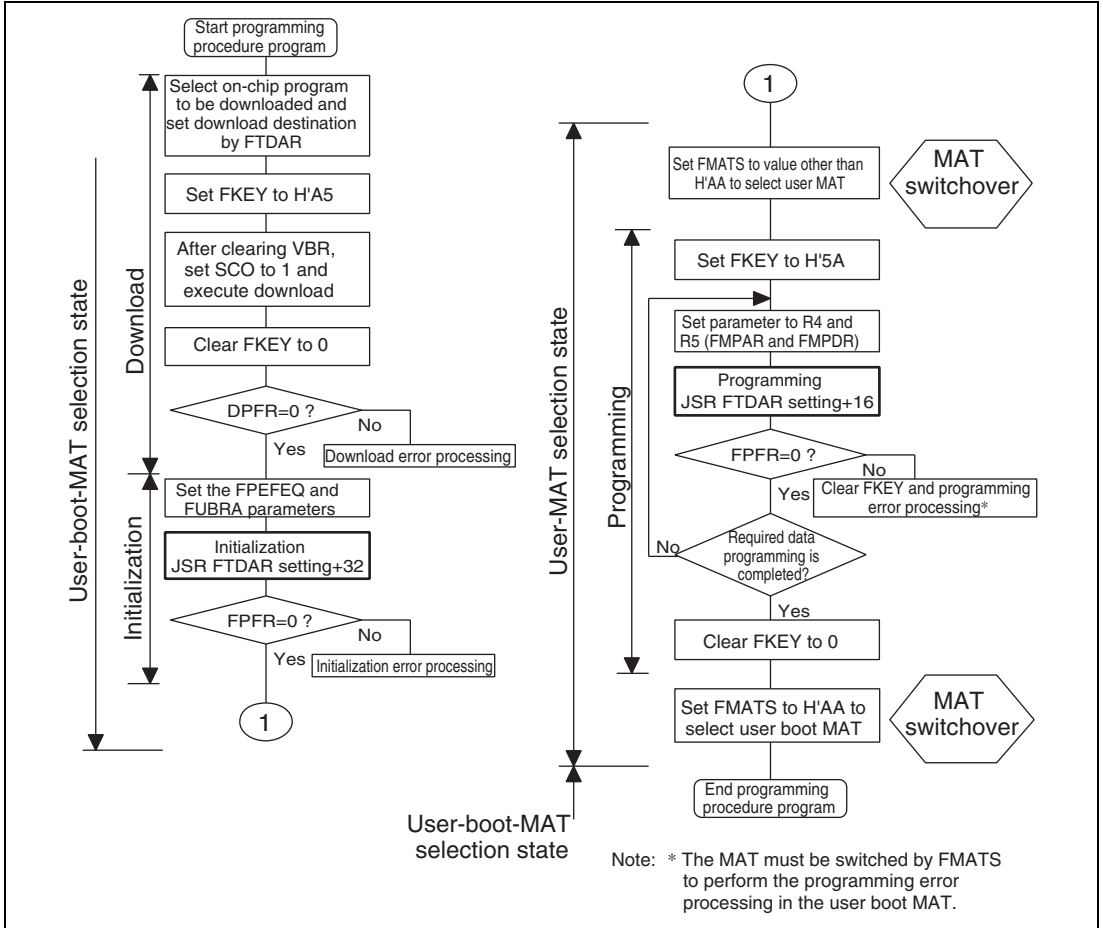 Start programming
procedure program
Select on-chip program
to be downloaded and
set download destination
by FTDAR
Set FKEY to H'A5
After clearing VBR,
set SCO to 1 and
execute download
Clear FKEY to 0
DPFR=0 ?
No
Yes
Download error processing
Set the FPEFEQ and
FUBRA parameters
Initialization
JSR FTDAR setting+32
FPFR=0 ?
No
Yes
Initialization error processing
1
Download
Initialization
User-boot-MAT selection state
1
Set FMATS to value other than
H'AA to select user MAT
MAT
switchover
Set FKEY to H'5A
Set parameter to R4 and
R5 (FMPAR and FMPDR)
Programming
JSR FTDAR setting+16
FPFR=0 ?
No
Yes
Clear FKEY and programming
error processing*
Required data
programming is
completed?
No
Yes
Clear FKEY to 0
Set FMATS to H'AA to
select user boot MAT
MAT
switchover
End programming
procedure program
Programming
User-MAT selection state
User-boot-MAT
selection state
Note: * The MAT must be switched by FMATS
to perform the programming error
processing in the user boot MAT.